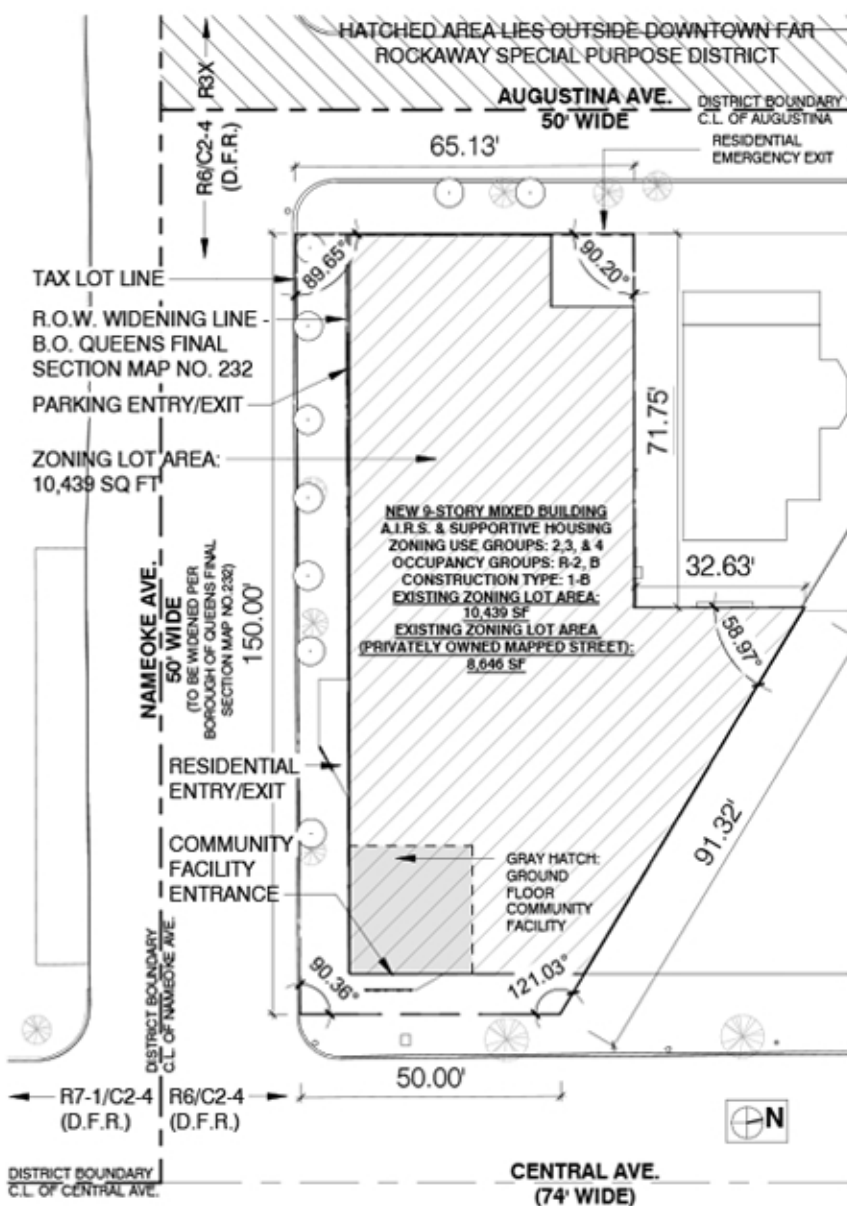 HATCHED AREA LIES OUTSIDE DOWNTOWN FAR
ROCKAWAY SPECIAL PURPOSE DISTRICT
R3X
R6/C2-4
(D.F.R.)
AUGUSTINA AVE.
50' WIDE
DISTRICT BOUNDARY
C.L. OF AUGUSTINA
65.13'
RESIDENTIAL
EMERGENCY EXIT
89.65°
90.20°
TAX LOT LINE
R.O.W. WIDENING LINE -
B.O. QUEENS FINAL
SECTION MAP NO. 232
PARKING ENTRY/EXIT
ZONING LOT AREA:
10,439 SQ FT
71.75'
NEW 9-STORY MIXED BUILDING
A.I.R.S. & SUPPORTIVE HOUSING
ZONING USE GROUPS: 2,3, & 4
OCCUPANCY GROUPS: R-2, B
CONSTRUCTION TYPE: 1-B
EXISTING ZONING LOT AREA:
10,439 SF
EXISTING ZONING LOT AREA
(PRIVATELY OWNED MAPPED STREET):
8,646 SF
32.63'
58.97°
NAMEOKE AVE.
50' WIDE
(TO BE WIDENED PER
BOROUGH OF QUEENS FINAL
SECTION MAP NO.232)
150.00'
RESIDENTIAL
ENTRY/EXIT
COMMUNITY
FACILITY
ENTRANCE
GRAY HATCH:
GROUND
FLOOR
COMMUNITY
FACILITY
91.32'
90.36°
121.03°
DISTRICT BOUNDARY
C.L. OF NAMEOKE AVE.
50.00'
R7-1/C2-4
(D.F.R.)
R6/C2-4
(D.F.R.)
N
DISTRICT BOUNDARY
C.L. OF CENTRAL AVE.
CENTRAL AVE.
(74' WIDE)